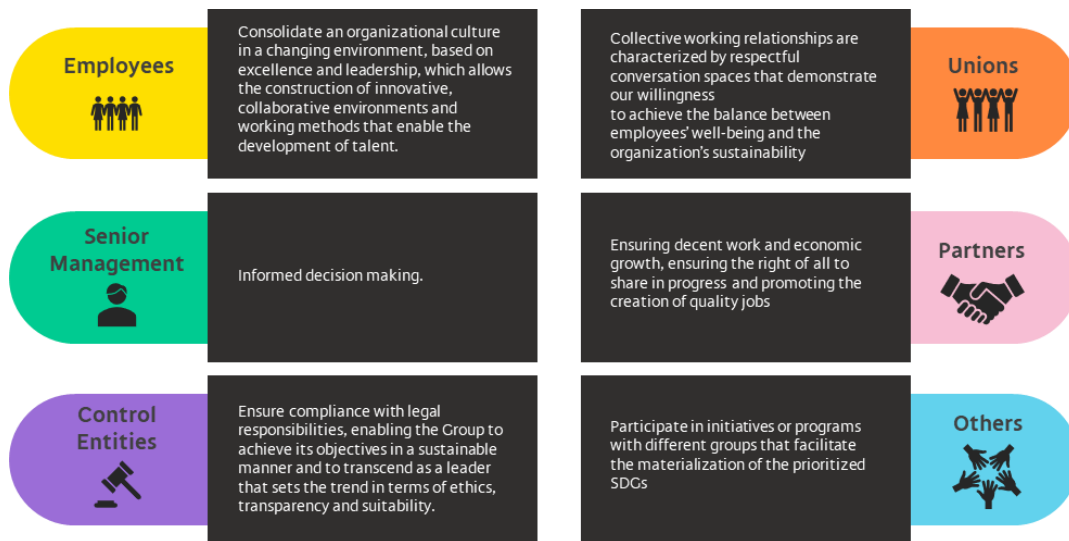 Employees
Consolidate an organizational culture
in a changing environment, based on
excellence and leadership, which allows
the construction of innovative,
collaborative environments and
working methods that enable the
development of talent.
Collective working relationships are
characterized by respectful
conversation spaces that demonstrate
our willingness
to achieve the balance between
employees' well-being and the
organization's sustainability
Unions
Senior
Management
Informed decision making.
Ensuring decent work and economic
growth, ensuring the right of all to
share in progress and promoting the
creation of quality jobs
Partners
Control
Entities
Ensure compliance with legal
responsibilities, enabling the Group to
achieve its objectives in a sustainable
manner and to transcend as a leader
that sets the trend in terms of ethics,
transparency and suitability.
Participate in initiatives or programs
with different groups that facilitate
the materialization of the prioritized
SDGs
Others